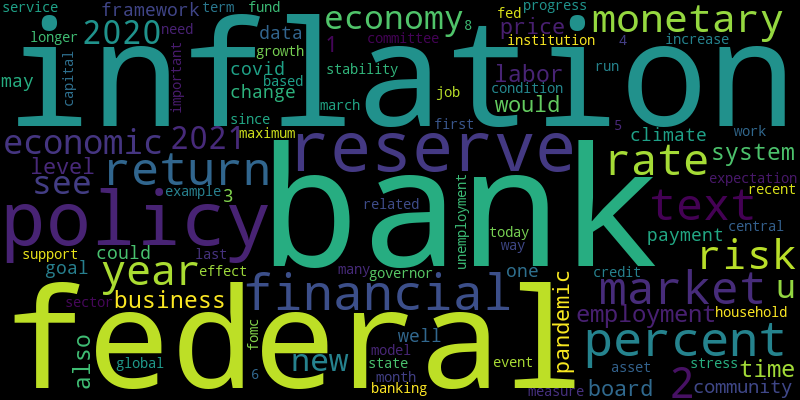 service
framework
term
fund
progress
2020
need
data
economy
8
fed
price
monetary
longer
growth
1
committee
institution
4
increase
inflation
may
capital
important
covid
based
stability
labor
condition
run
change
march
job
would
since
first
5
climate
work
economic
2021
maximum
reserve
rate
system
level
return
see
example
3
bank
related
unemployment
expectation
recent
text
policy
today
way
payment
central
support
could
last
goal
year
effect
many
governor
one
credit
risk
business
sector
financial
pandemic
market
u
employment
household
federal
also
fomc
well
percent
global
new
model
state
event
asset
stress
time
6
month
banking
measure
board
2
community